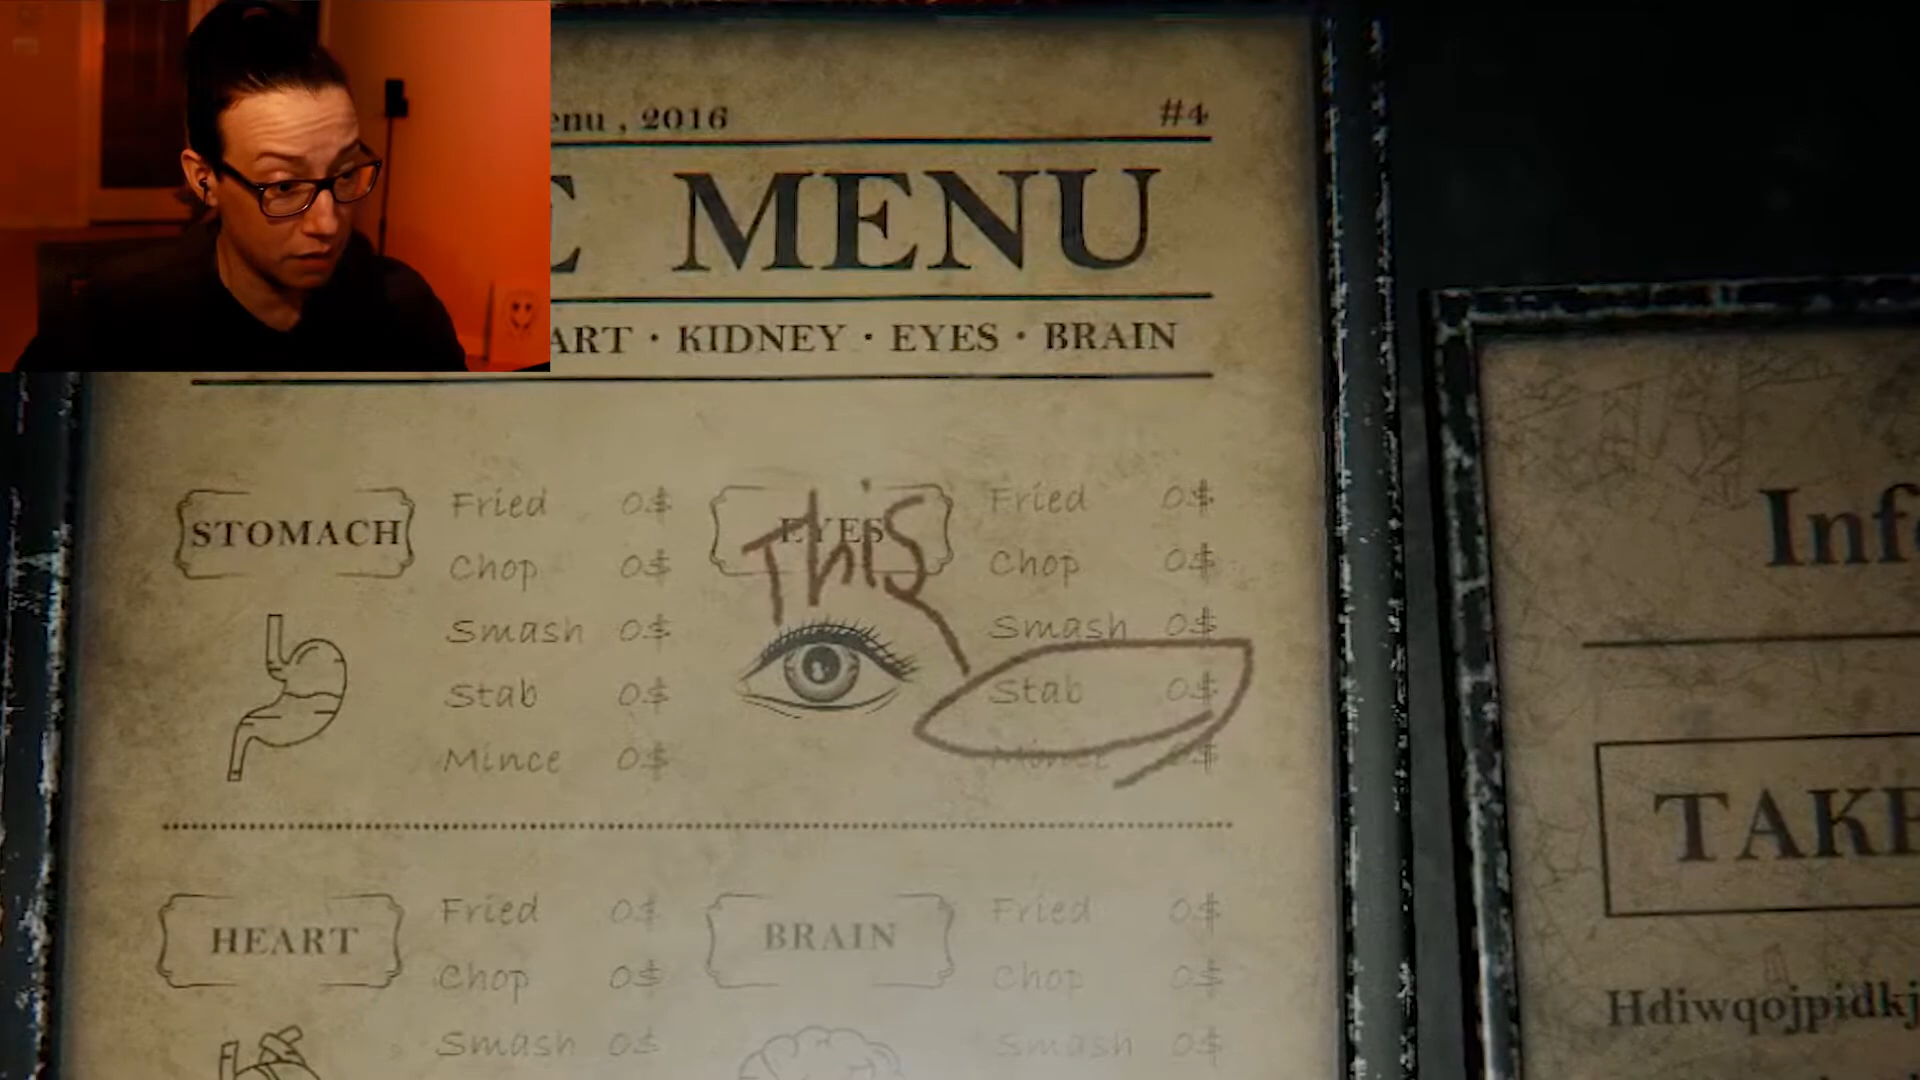 enu , 2016 #4
E MENU
ART · KIDNEY · EYES · BRAIN
STOMACH
Fried 0$
Chop 0$
Smash 0$
Stab 0$
Mince 0$
EYES
This
Fried 0$
Chop 0$
Smash 0$
Stab 0$
Mince 0$
HEART
Fried 0$
Chop 0$
Smash 0$
BRAIN
Fried 0$
Chop 0$
Smash 0$
Inf
TAKE
Hdiwqojpidkj